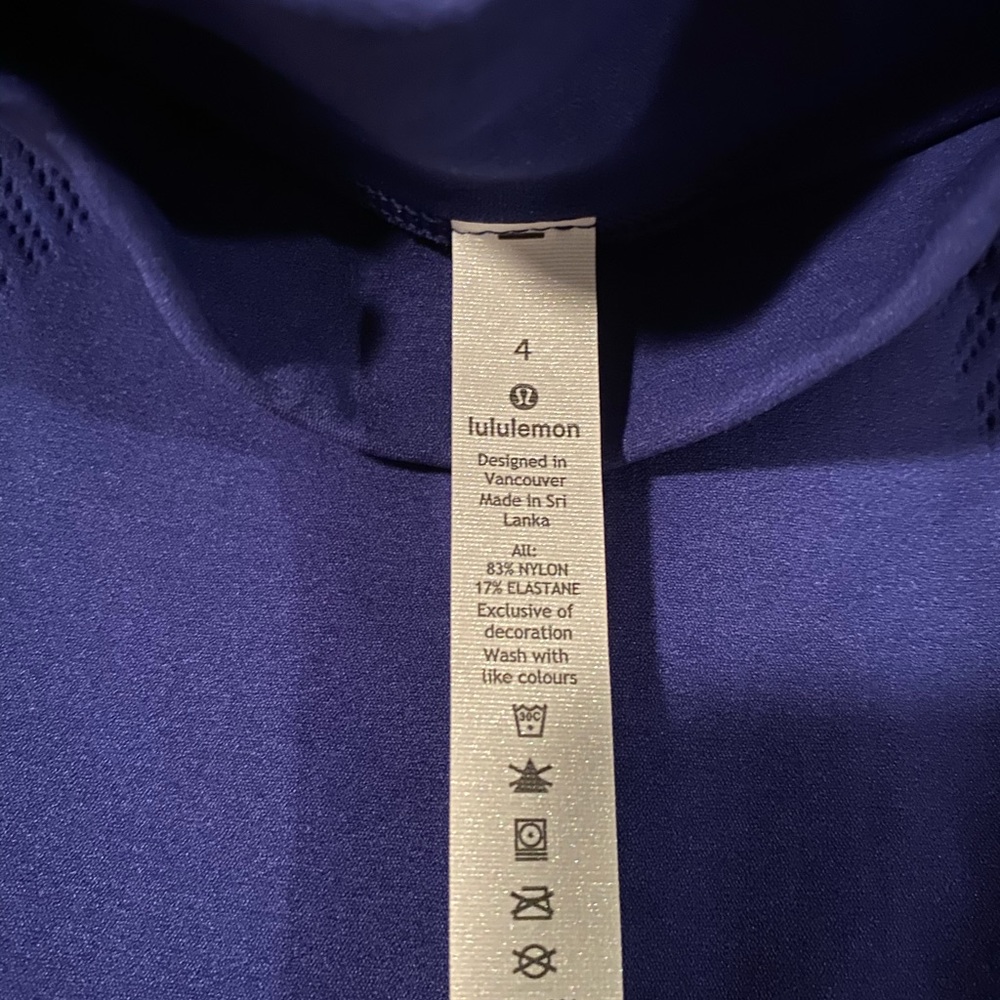 4
lululemon
Designed in
Vancouver
Made in Sri
Lanka
All:
83% NYLON
17% ELASTANE
Exclusive of
decoration
Wash with
like colours
30C